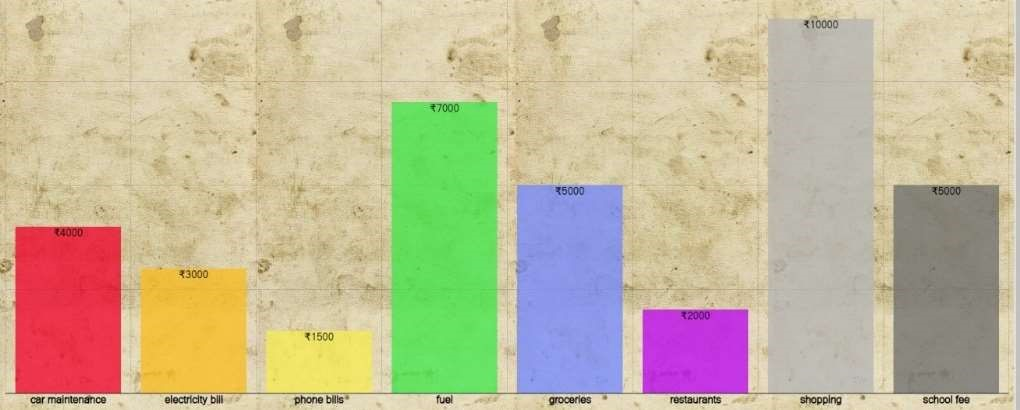 ₹10000
₹7000
₹5000
₹5000
₹4000
₹3000
₹2000
₹1500
car maintenance
electricity bill
phone bills
fuel
groceries
restaurants
shopping
school fee